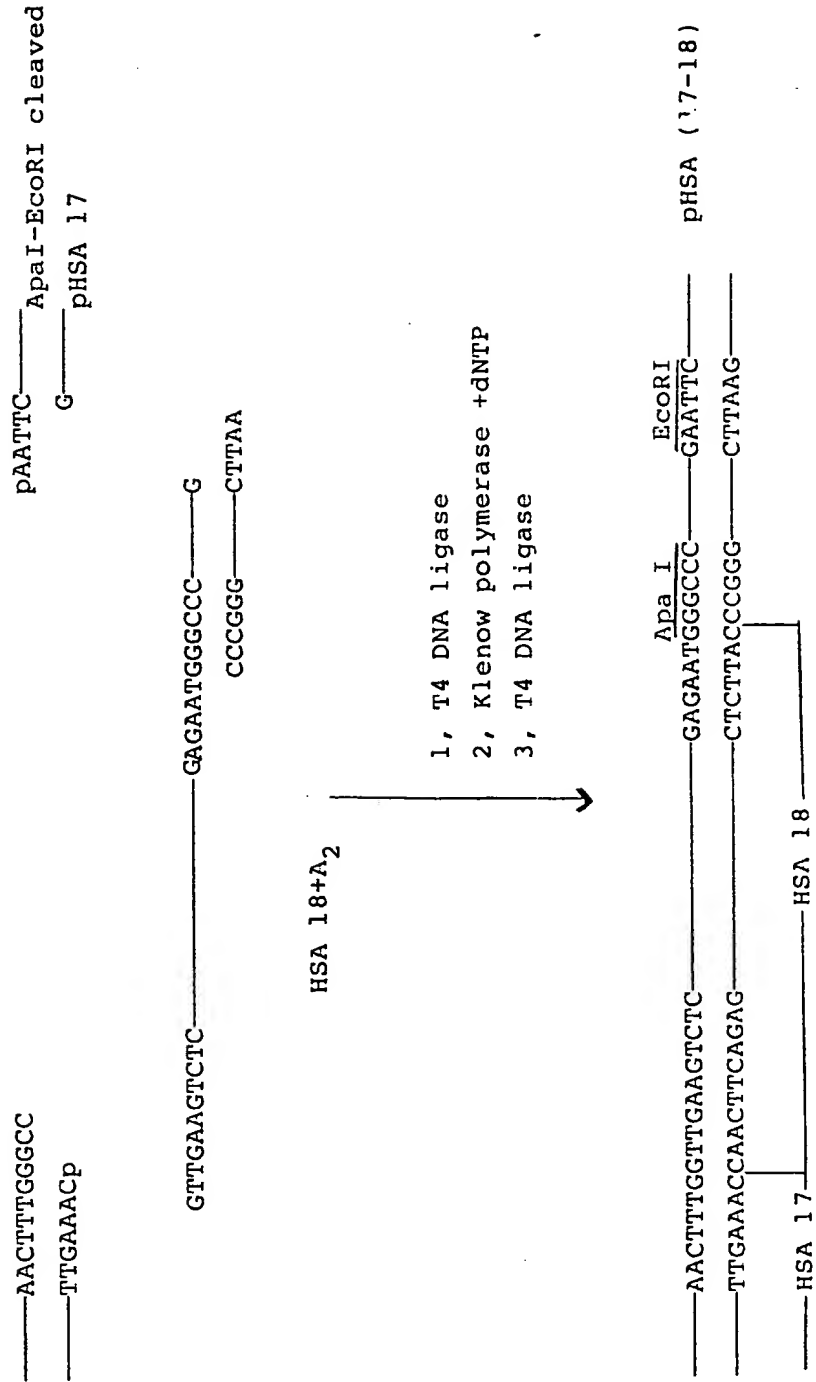 AACTTTGGGCC
TTGAAACp
pAATTC
G
ApaI-EcoRI cleaved
pHSA 17
GTTGAAGTCTC
GAGAATGGGCCC
G
CCCGGG
CTTAA
HSA 18+A2
1, T4 DNA ligase
2, Klenow polymerase +dNTP
3, T4 DNA ligase
Apa I
EcoRI
AACTTTGGTTGAAGTCTC
GAGAATGGGCCC
GAATTC
pHSA (17-18)
TTGAAACCAACTTCAGAG
CTCTTACCCGGG
CTTAAG
HSA 17
HSA 18